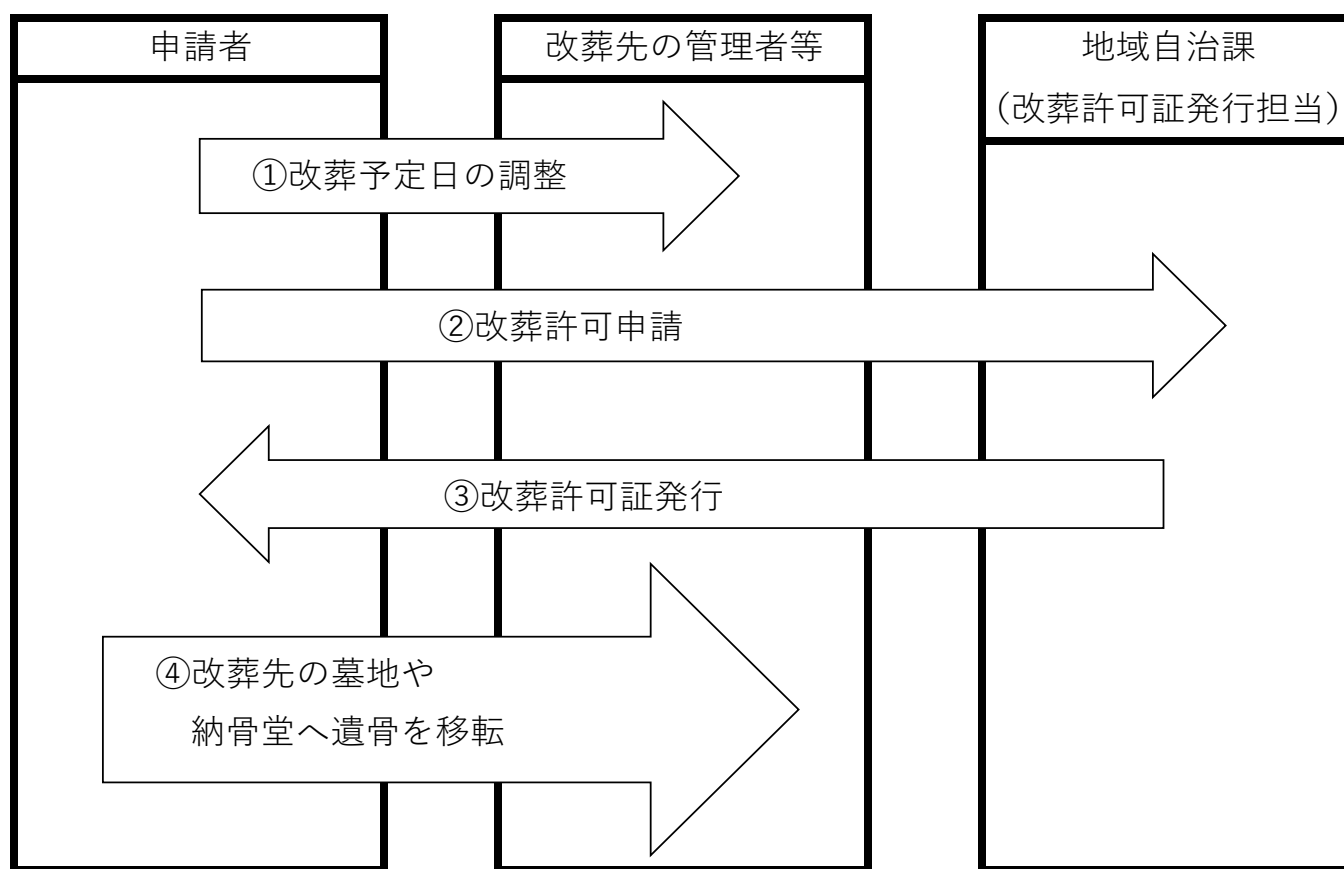 申請者
改葬先の管理者等
地域自治課
(改葬許可証発行担当)
①改葬予定日の調整
②改葬許可申請
③改葬許可証発行
④改葬先の墓地や
納骨堂へ遺骨を移転